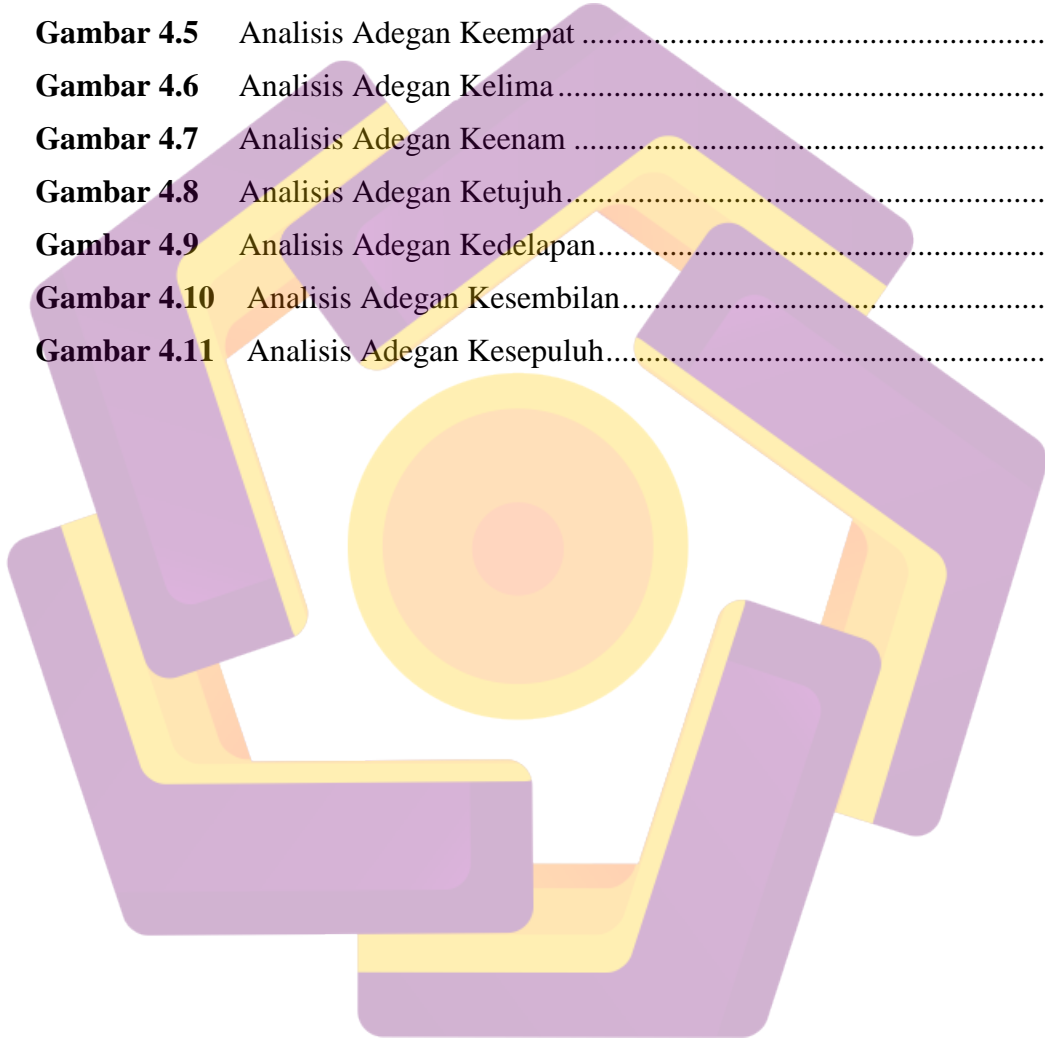 Gambar 4.5 Analisis Adegan Keempat ........................................................
Gambar 4.6 Analisis Adegan Kelima ...........................................................
Gambar 4.7 Analisis Adegan Keenam .........................................................
Gambar 4.8 Analisis Adegan Ketujuh..........................................................
Gambar 4.9 Analisis Adegan Kedelapan......................................................
Gambar 4.10 Analisis Adegan Kesembilan...................................................
Gambar 4.11 Analisis Adegan Kesepuluh.....................................................